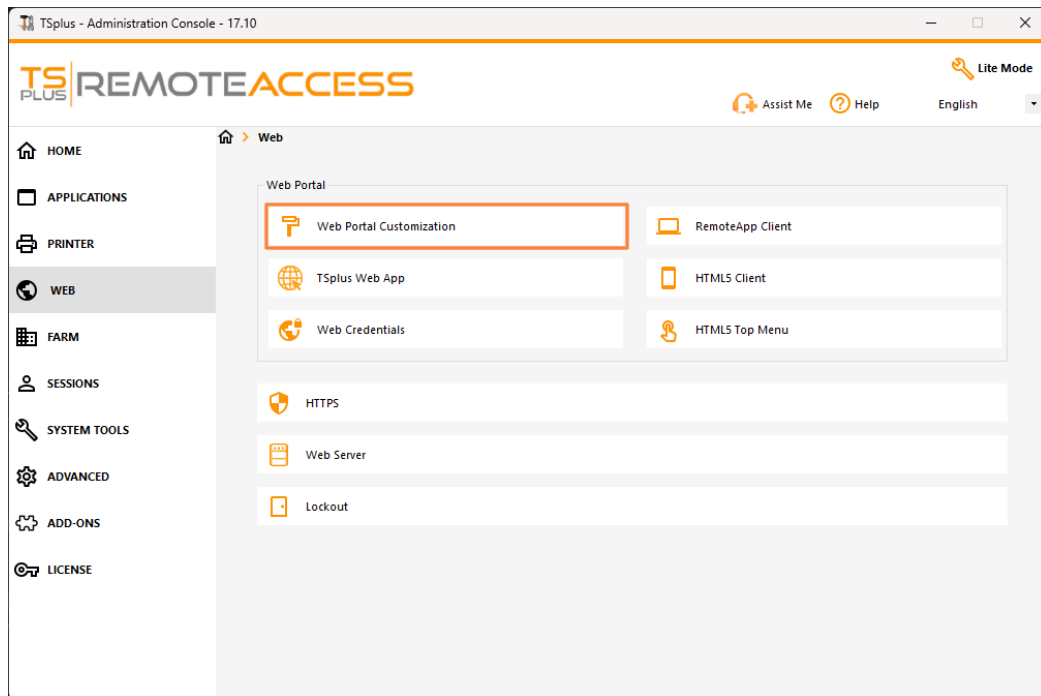 TSplus - Administration Console - 17.10
TS PLUS REMOTEACCESS
Lite Mode
Assist Me
Help
English
HOME
APPLICATIONS
PRINTER
WEB
FARM
SESSIONS
SYSTEM TOOLS
ADVANCED
ADD-ONS
LICENSE
Web
Web Portal
Web Portal Customization
RemoteApp Client
TSplus Web App
HTML5 Client
Web Credentials
HTML5 Top Menu
HTTPS
Web Server
Lockout